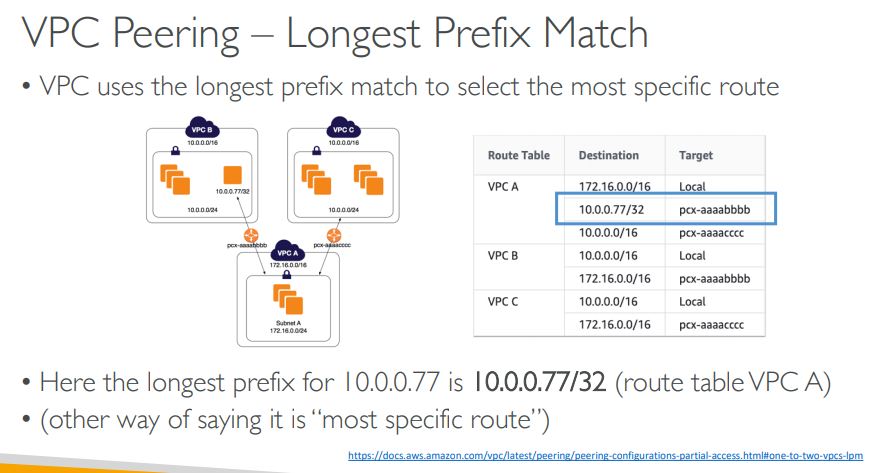 VPC Peering – Longest Prefix Match
• VPC uses the longest prefix match to select the most specific route
VPC B
10.0.0.0/16
10.0.0.77/32
10.0.0.0/24
VPC C
10.0.0.0/16
10.0.0.0/24
pcx-aaaabbbb
pcx-aaaacccc
VPC A
172.16.0.0/16
Subnet A
172.16.0.0/24
Route Table Destination Target
VPC A 172.16.0.0/16 Local
10.0.0.77/32 pcx-aaaabbbb
10.0.0.0/16 pcx-aaaacccc
VPC B 10.0.0.0/16 Local
172.16.0.0/16 pcx-aaaabbbb
VPC C 10.0.0.0/16 Local
172.16.0.0/16 pcx-aaaacccc
• Here the longest prefix for 10.0.0.77 is 10.0.0.77/32 (route table VPC A)
• (other way of saying it is “most specific route”)
https://docs.aws.amazon.com/vpc/latest/peering/peering-configurations-partial-access.html#one-to-two-vpcs-lpm